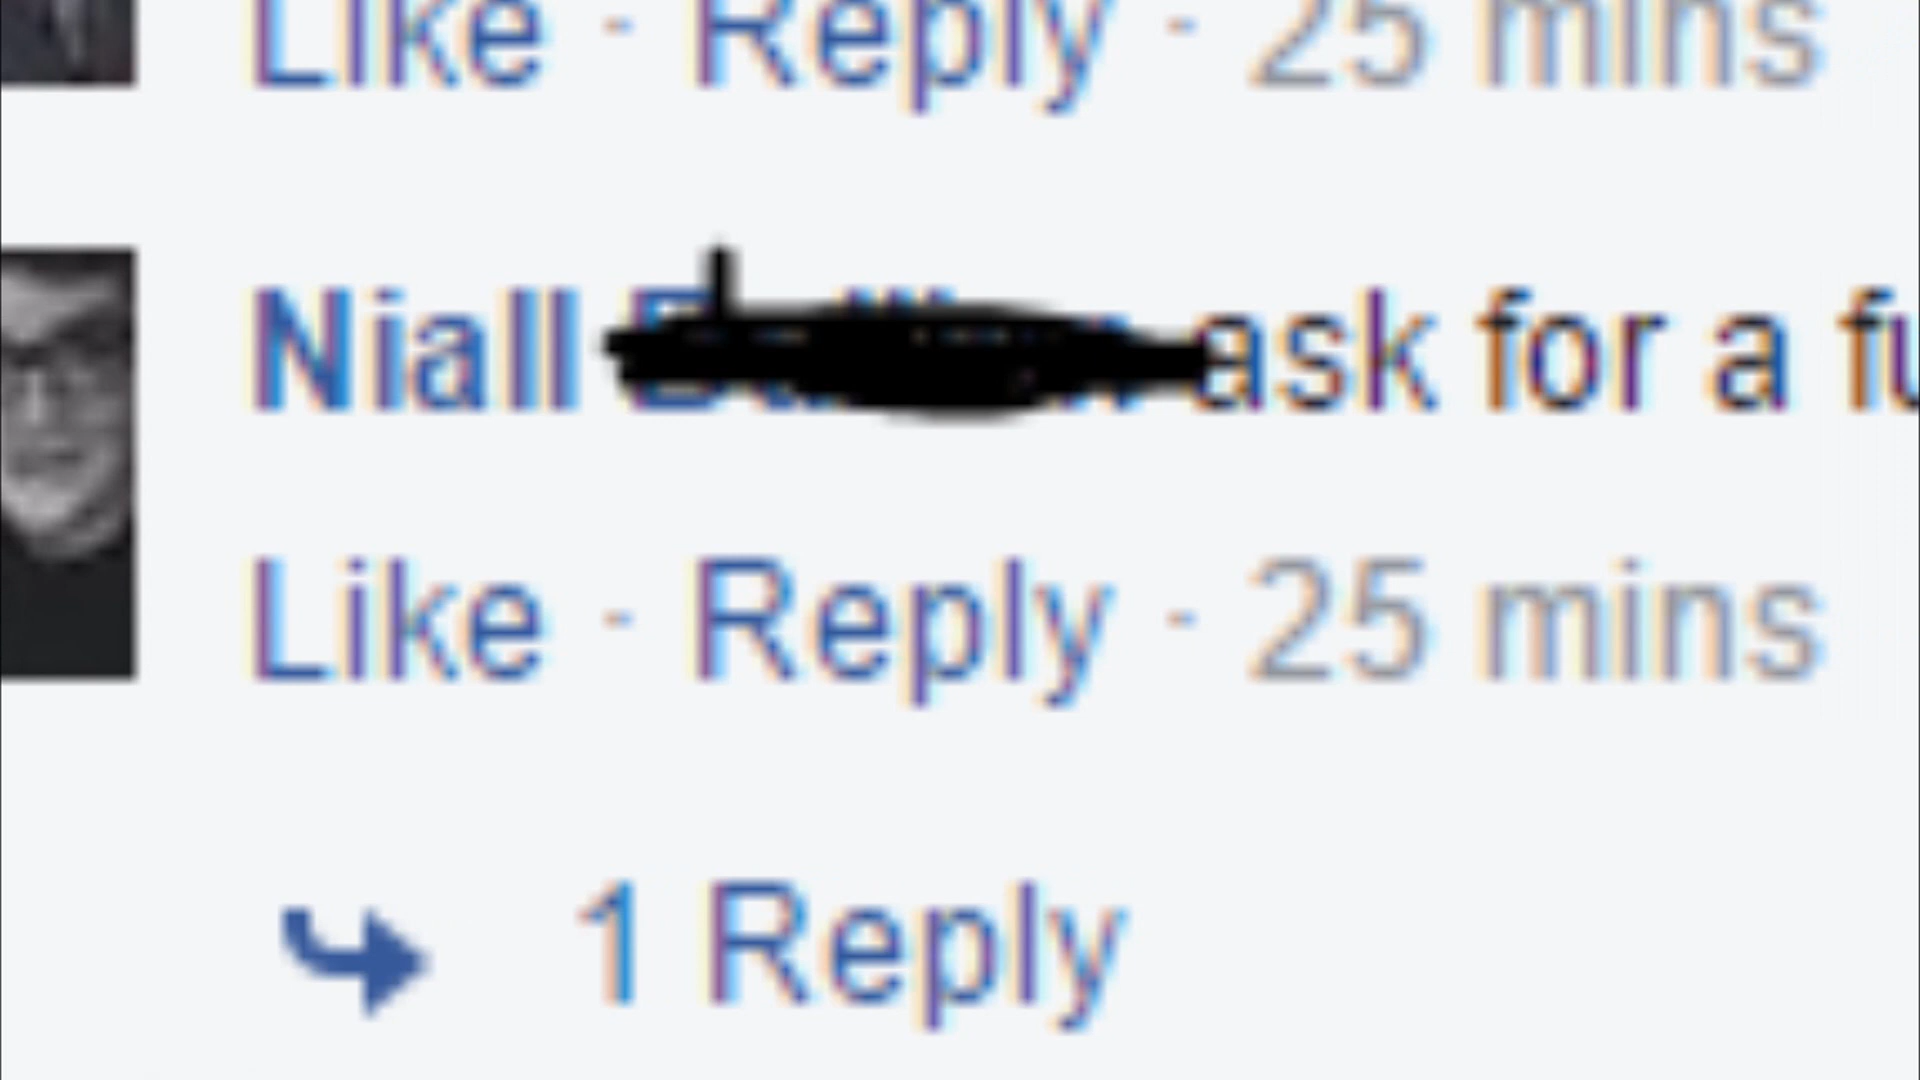 Like · Reply · 25 mins
Niall ask for a fu
Like · Reply · 25 mins
1 Reply